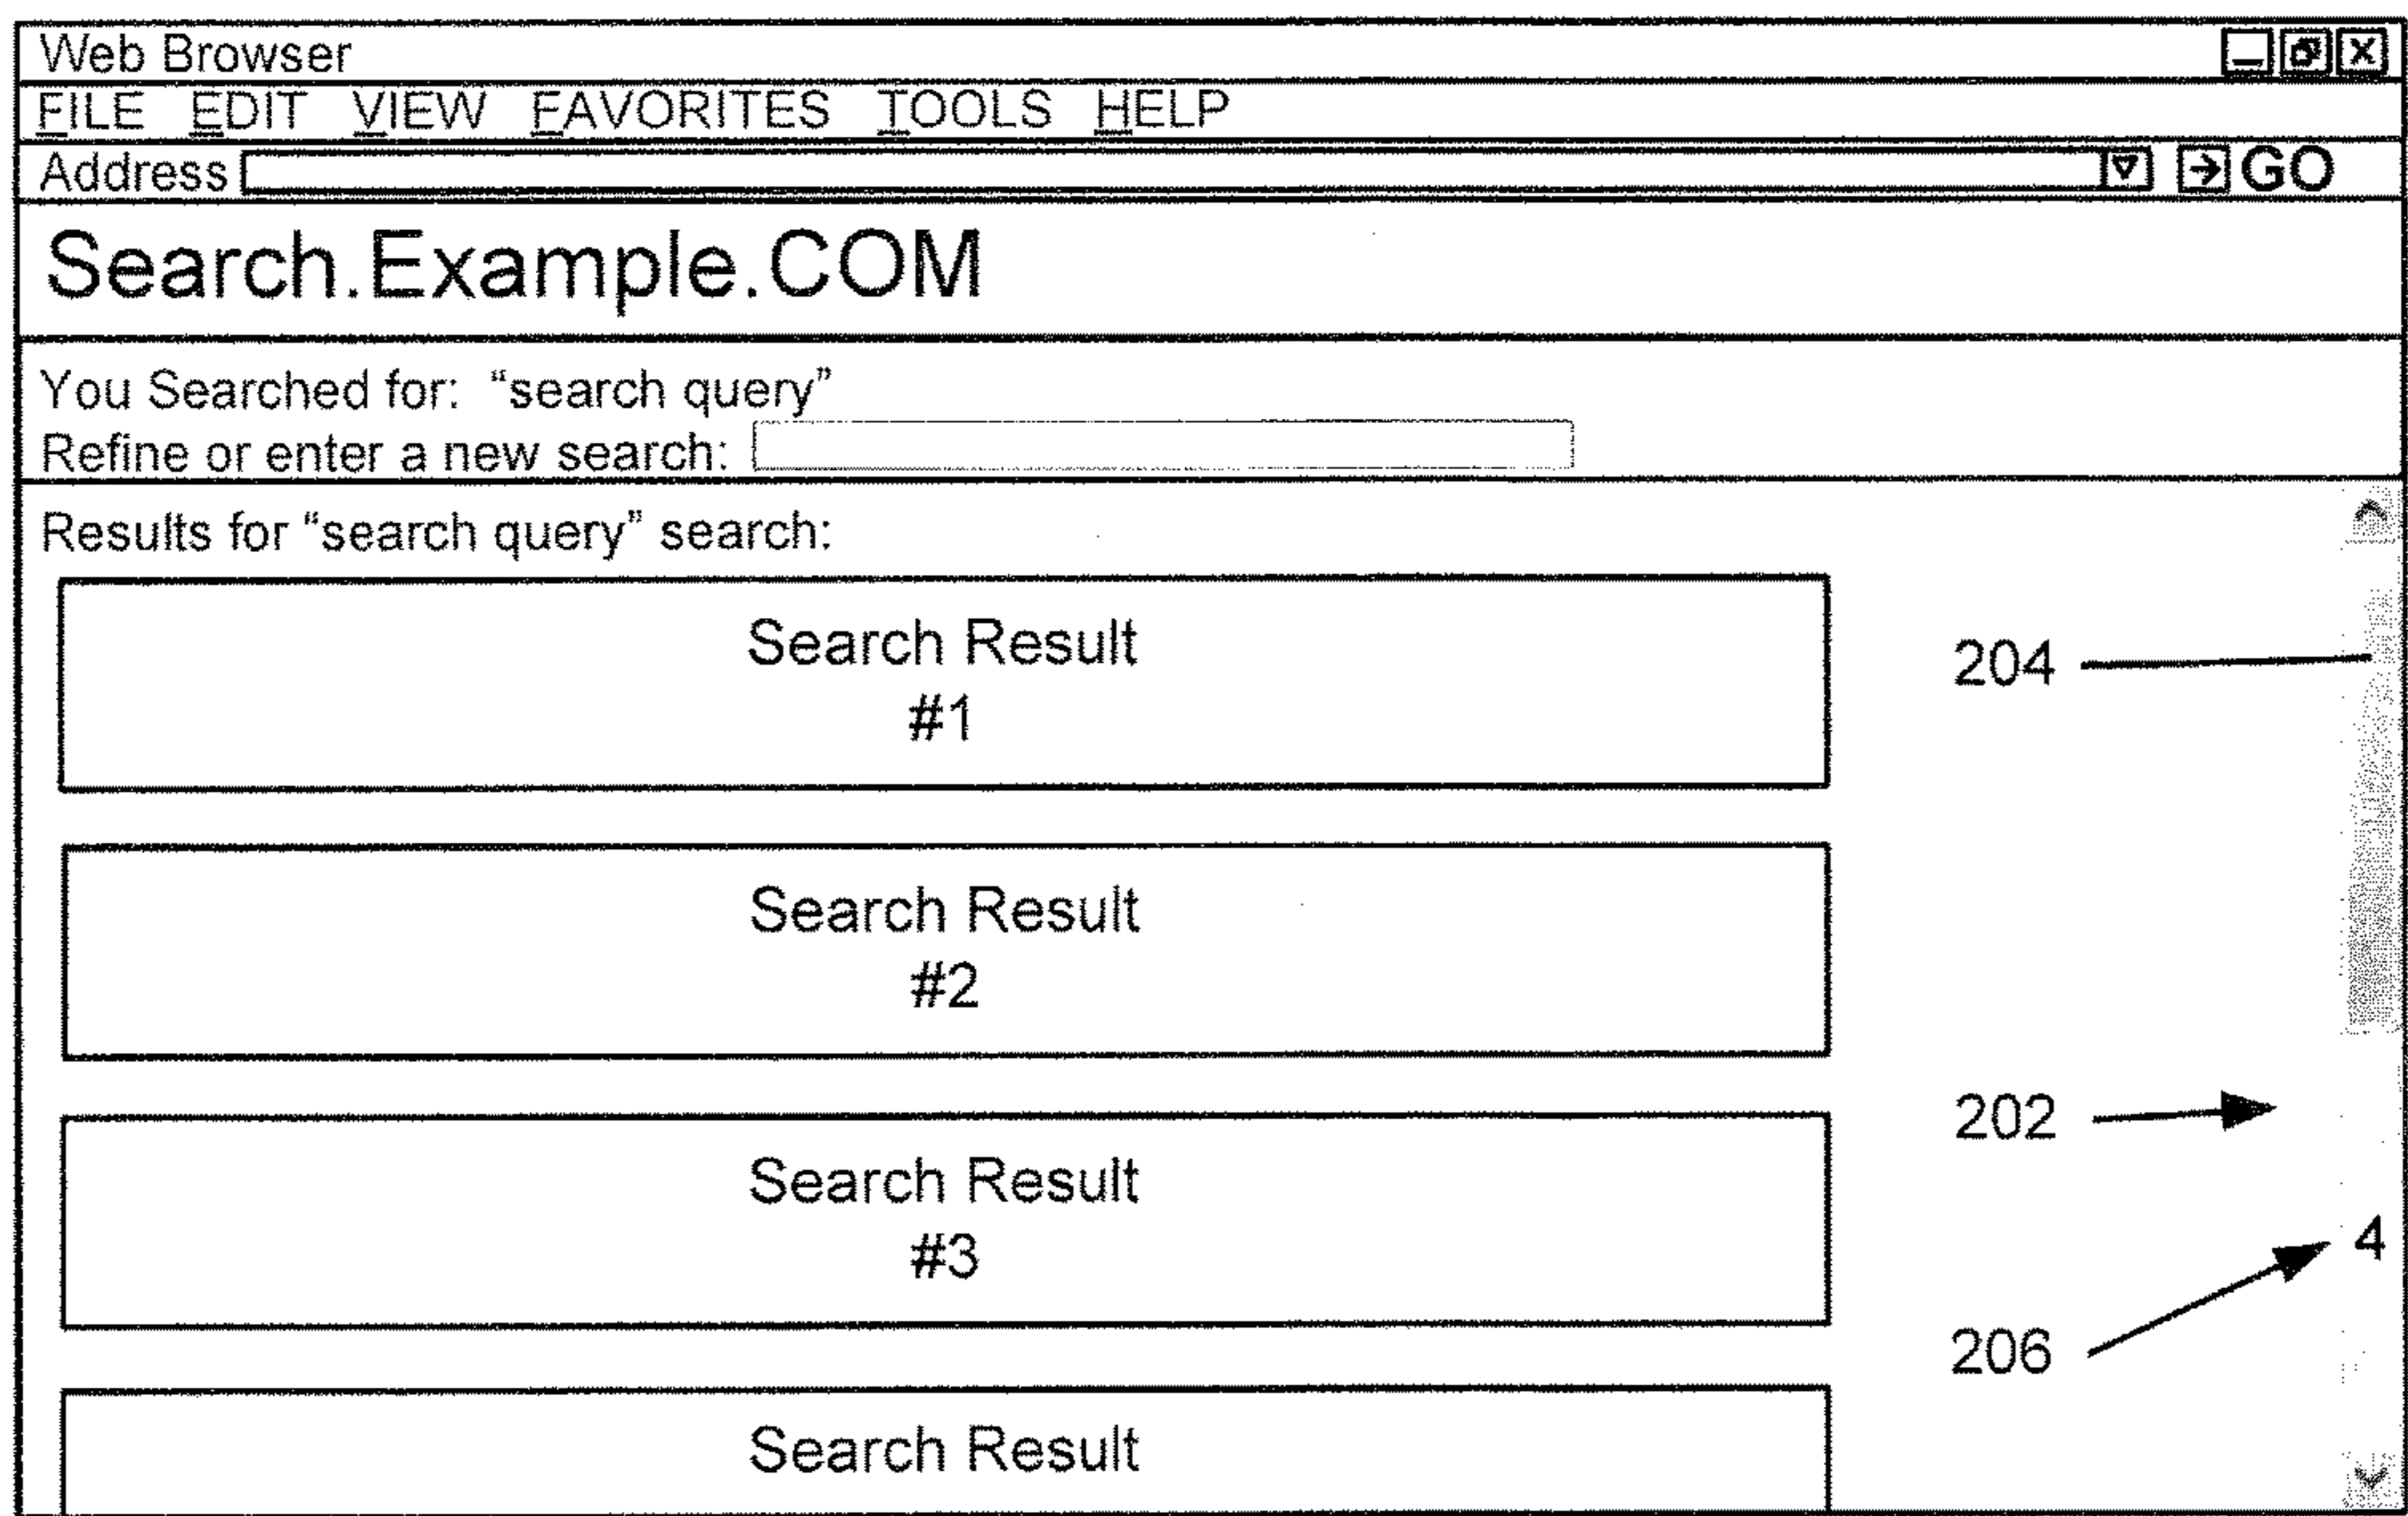 Web Browser
FILE EDIT VIEW FAVORITES TOOLS HELP
Address GO
Search.Example.COM
You Searched for: “search query”
Refine or enter a new search:
Results for “search query” search:
Search Result
#1
204
Search Result
#2
202
Search Result
#3
4
206
Search Result